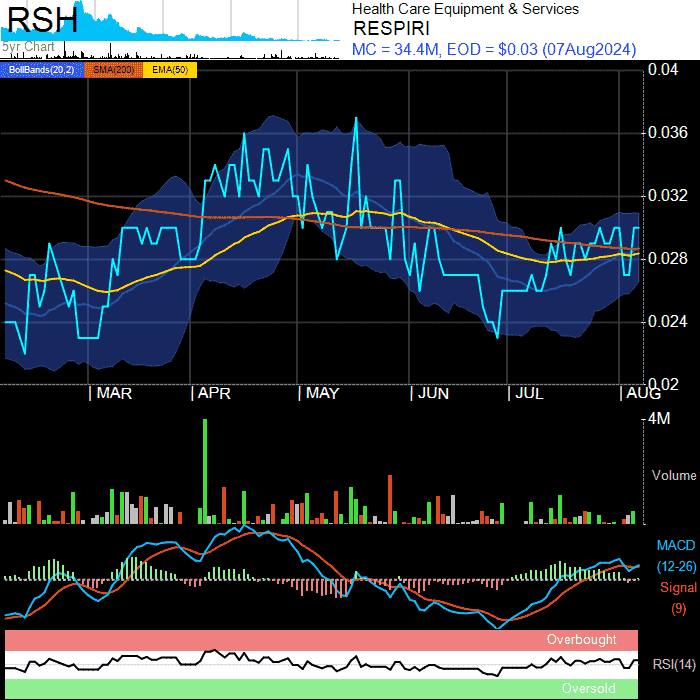 RSH
5yr Chart
Health Care Equipment & Services
RESPIRI
MC = 34.4M, EOD = $0.03 (07Aug2024)
BollBands(20,2) SMA(200) EMA(50)
0.04
0.036
0.032
0.028
0.024
0.02
MAR APR MAY JUN JUL AUG
4M
Volume
MACD
(12-26)
Signal
(9)
Overbought
RSI(14)
Oversold